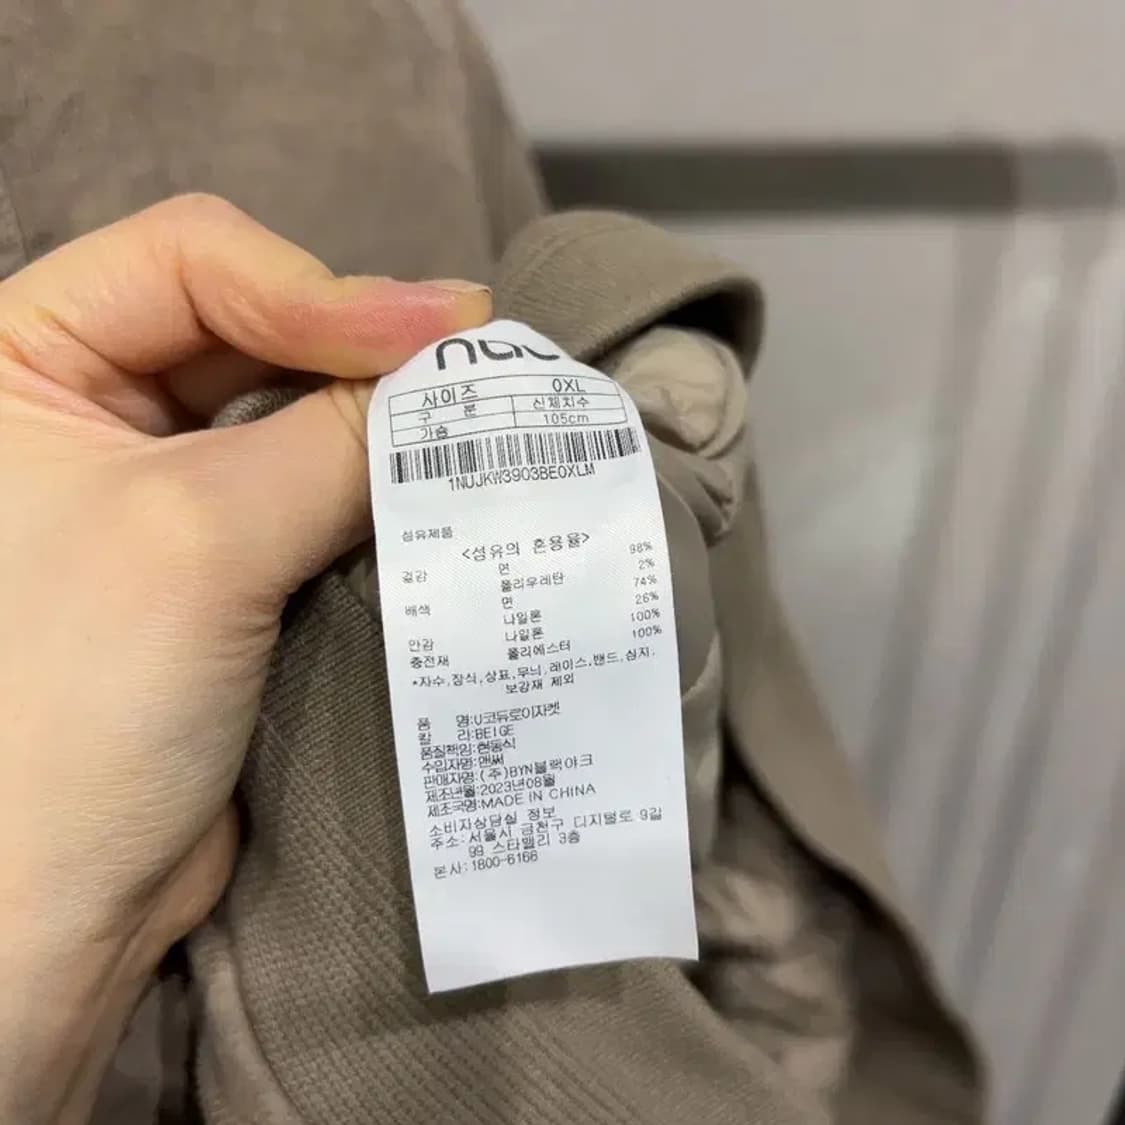 nau
사이즈 0XL
구 분 신체치수
가슴 105cm
1NUJKW3903BE0XLM
섬유제품
<섬유의 혼용율>
겉감 면 98%
폴리우레탄 2%
배색 면 74%
나일론 26%
안감 나일론 100%
충전재 폴리에스터 100%
*자수,장식,상표,무늬,레이스,밴드,심지,
보강재 제외
품 명:U코듀로이자켓
칼 라:BEIGE
품질책임:현동식
수입자명:맨써
판매자명:(주)BYN블랙야크
제조년월:2023년08월
제조국명:MADE IN CHINA
소비자상담실 정보
주소: 서울시 금천구 디지털로 9길
99 스타밸리 3층
본사:1800-6166